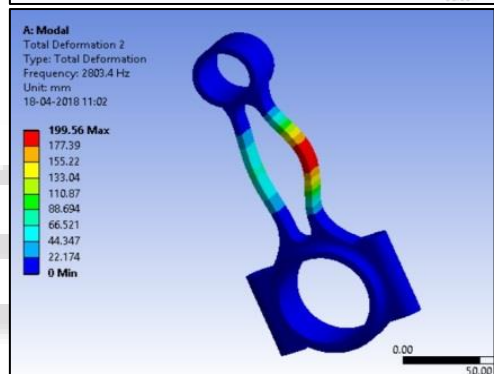 A: Modal
Total Deformation 2
Type: Total Deformation
Frequency: 2803.4 Hz
Unit: mm
18-04-2018 11:02
199.56 Max
177.39
155.22
133.04
110.87
88.694
66.521
44.347
22.174
0 Min
0.00
50.00